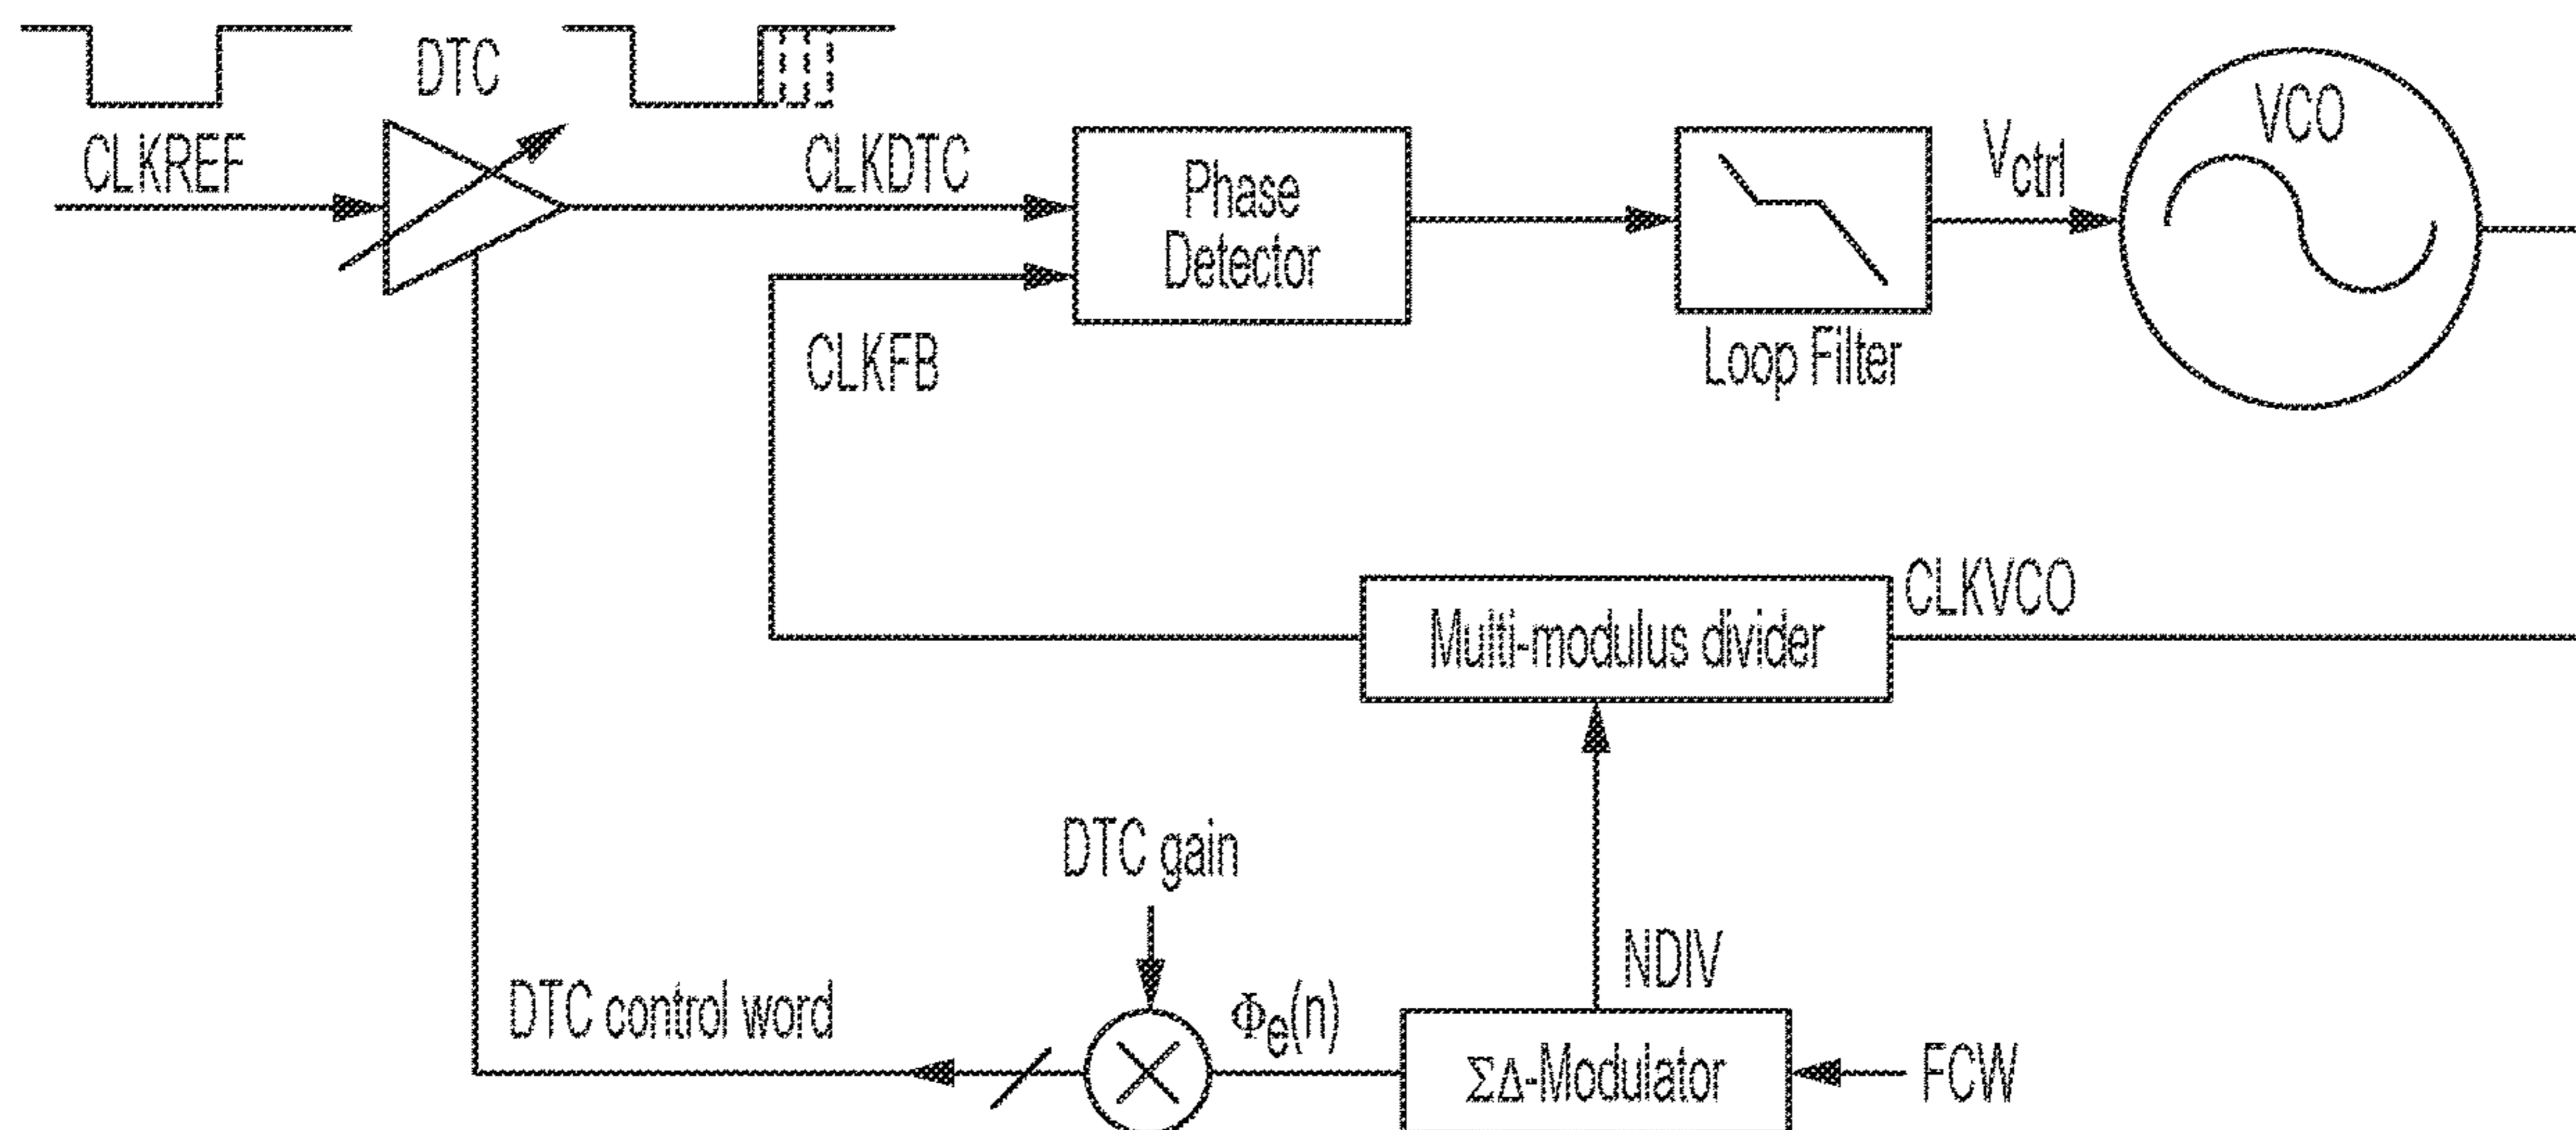 DTC
CLKREF
CLKDTC
Phase
Detector
Vctrl
VCO
CLKFB
Loop Filter
Multi-modulus divider
CLKVCO
DTC gain
NDIV
DTC control word
Φe(n)
ΣΔ-Modulator
FCW